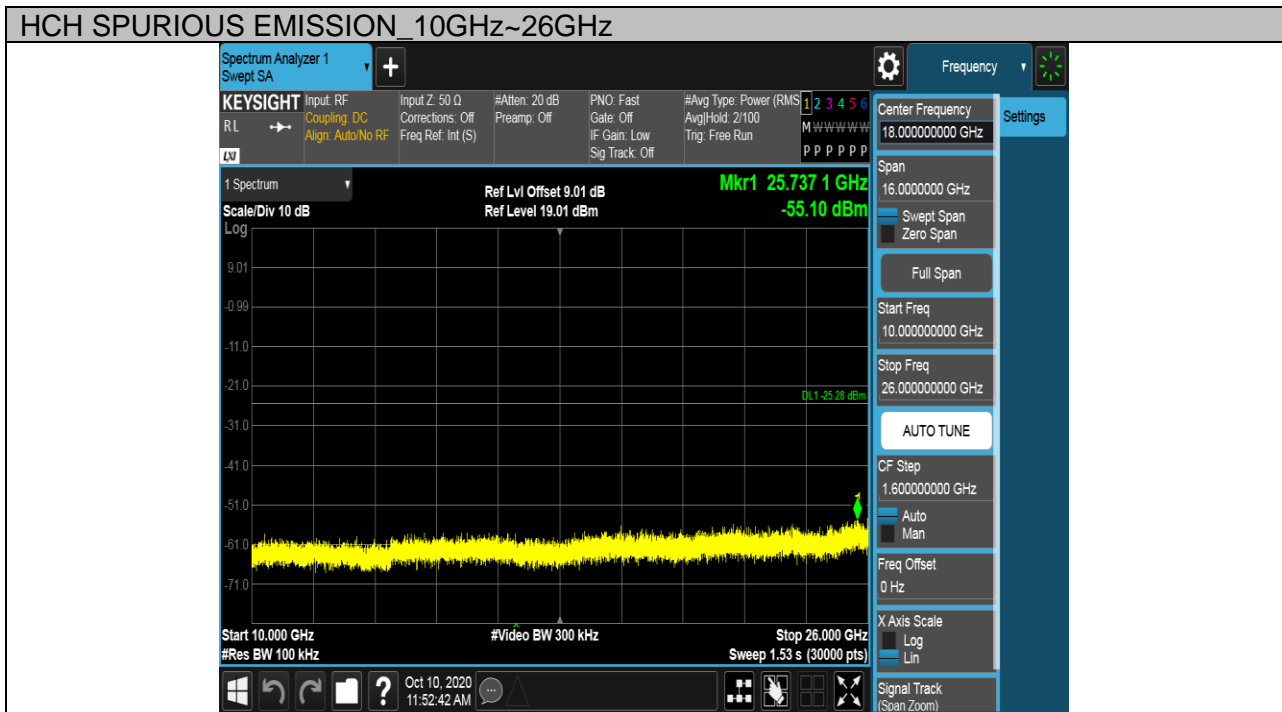 HCH SPURIOUS EMISSION_10GHz~26GHz
Spectrum Analyzer 1
Swept SA
+
Frequency
KEYSIGHT
RL
LXI
Input: RF
Coupling: DC
Align: Auto/No RF
Input Z: 50 Ω
Corrections: Off
Freq Ref: Int (S)
#Atten: 20 dB
Preamp: Off
PNO: Fast
Gate: Off
IF Gain: Low
Sig Track: Off
#Avg Type: Power (RMS
Avg|Hold: 2/100
Trig: Free Run
1 2 3 4 5 6
M W W W W W
P P P P P P
1 Spectrum
Scale/Div 10 dB
Log
Ref Lvl Offset 9.01 dB
Ref Level 19.01 dBm
Mkr1 25.737 1 GHz
-55.10 dBm
9.01
-0.99
-11.0
-21.0
DL1 -25.28 dBm
-31.0
-41.0
-51.0
1
-61.0
-71.0
Start 10.000 GHz
#Res BW 100 kHz
#Video BW 300 kHz
Stop 26.000 GHz
Sweep 1.53 s (30000 pts)
?
Oct 10, 2020
11:52:42 AM
Center Frequency
18.000000000 GHz
Span
16.0000000 GHz
Swept Span
Zero Span
Full Span
Start Freq
10.000000000 GHz
Stop Freq
26.000000000 GHz
AUTO TUNE
CF Step
1.600000000 GHz
Auto
Man
Freq Offset
0 Hz
X Axis Scale
Log
Lin
Signal Track
(Span Zoom)
Settings